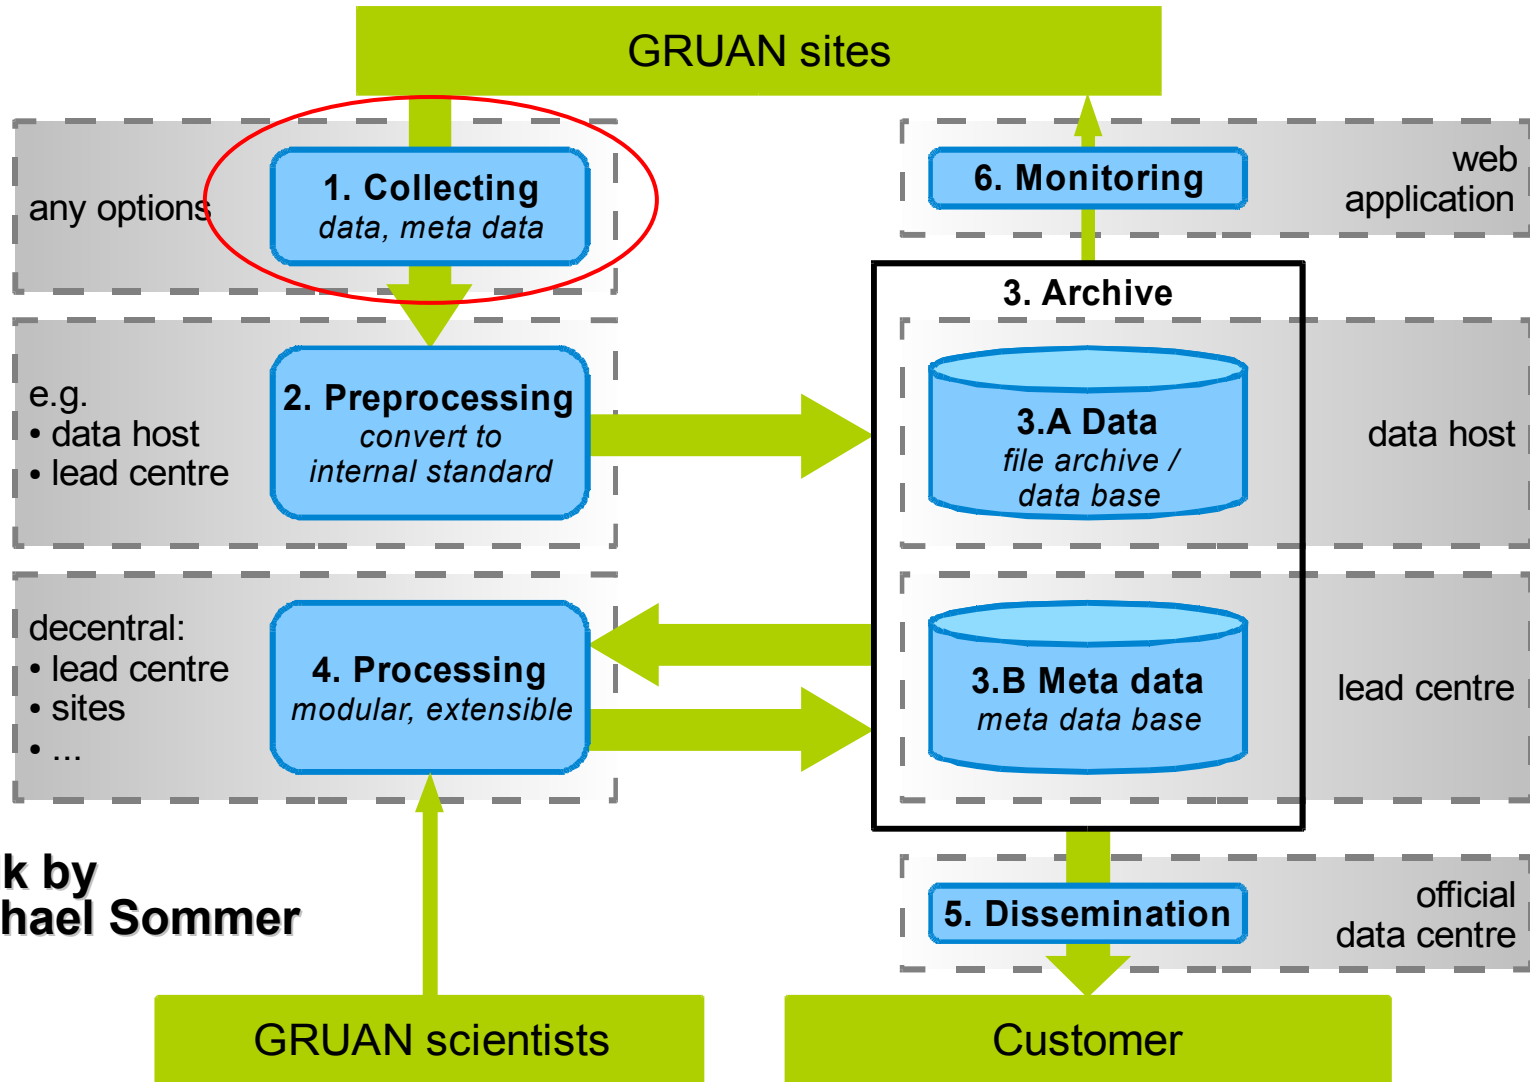 GRUAN sites
any options
1. Collecting
data, meta data
6. Monitoring
web
application
e.g.
• data host
• lead centre
2. Preprocessing
convert to
internal standard
3. Archive
3.A Data
file archive /
data base
data host
decentral:
• lead centre
• sites
• ...
4. Processing
modular, extensible
3.B Meta data
meta data base
lead centre
k by
hael Sommer
5. Dissemination
official
data centre
GRUAN scientists
Customer